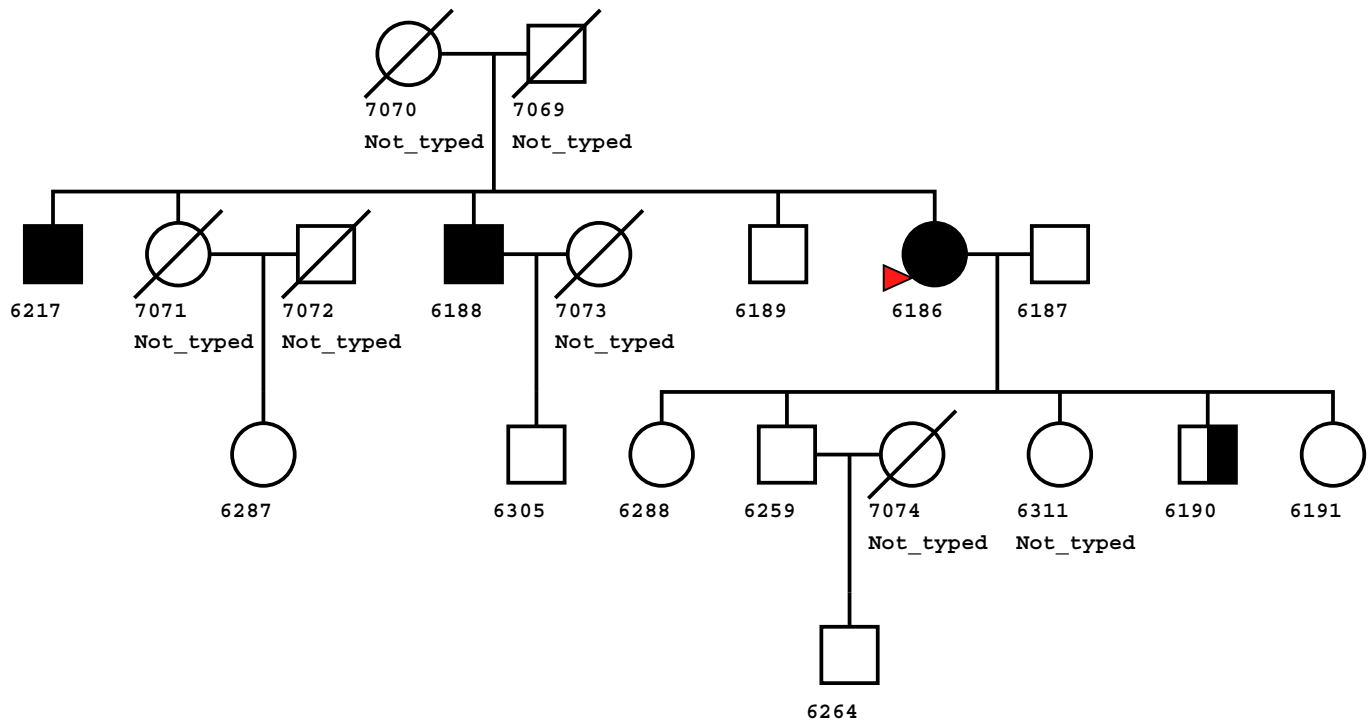 7070 7069
Not_typed Not_typed
6217 7071 7072 6188 7073 6189 6186 6187
Not_typed Not_typed Not_typed
6287 6305 6288 6259 7074 6311 6190 6191
Not_typed Not_typed
6264